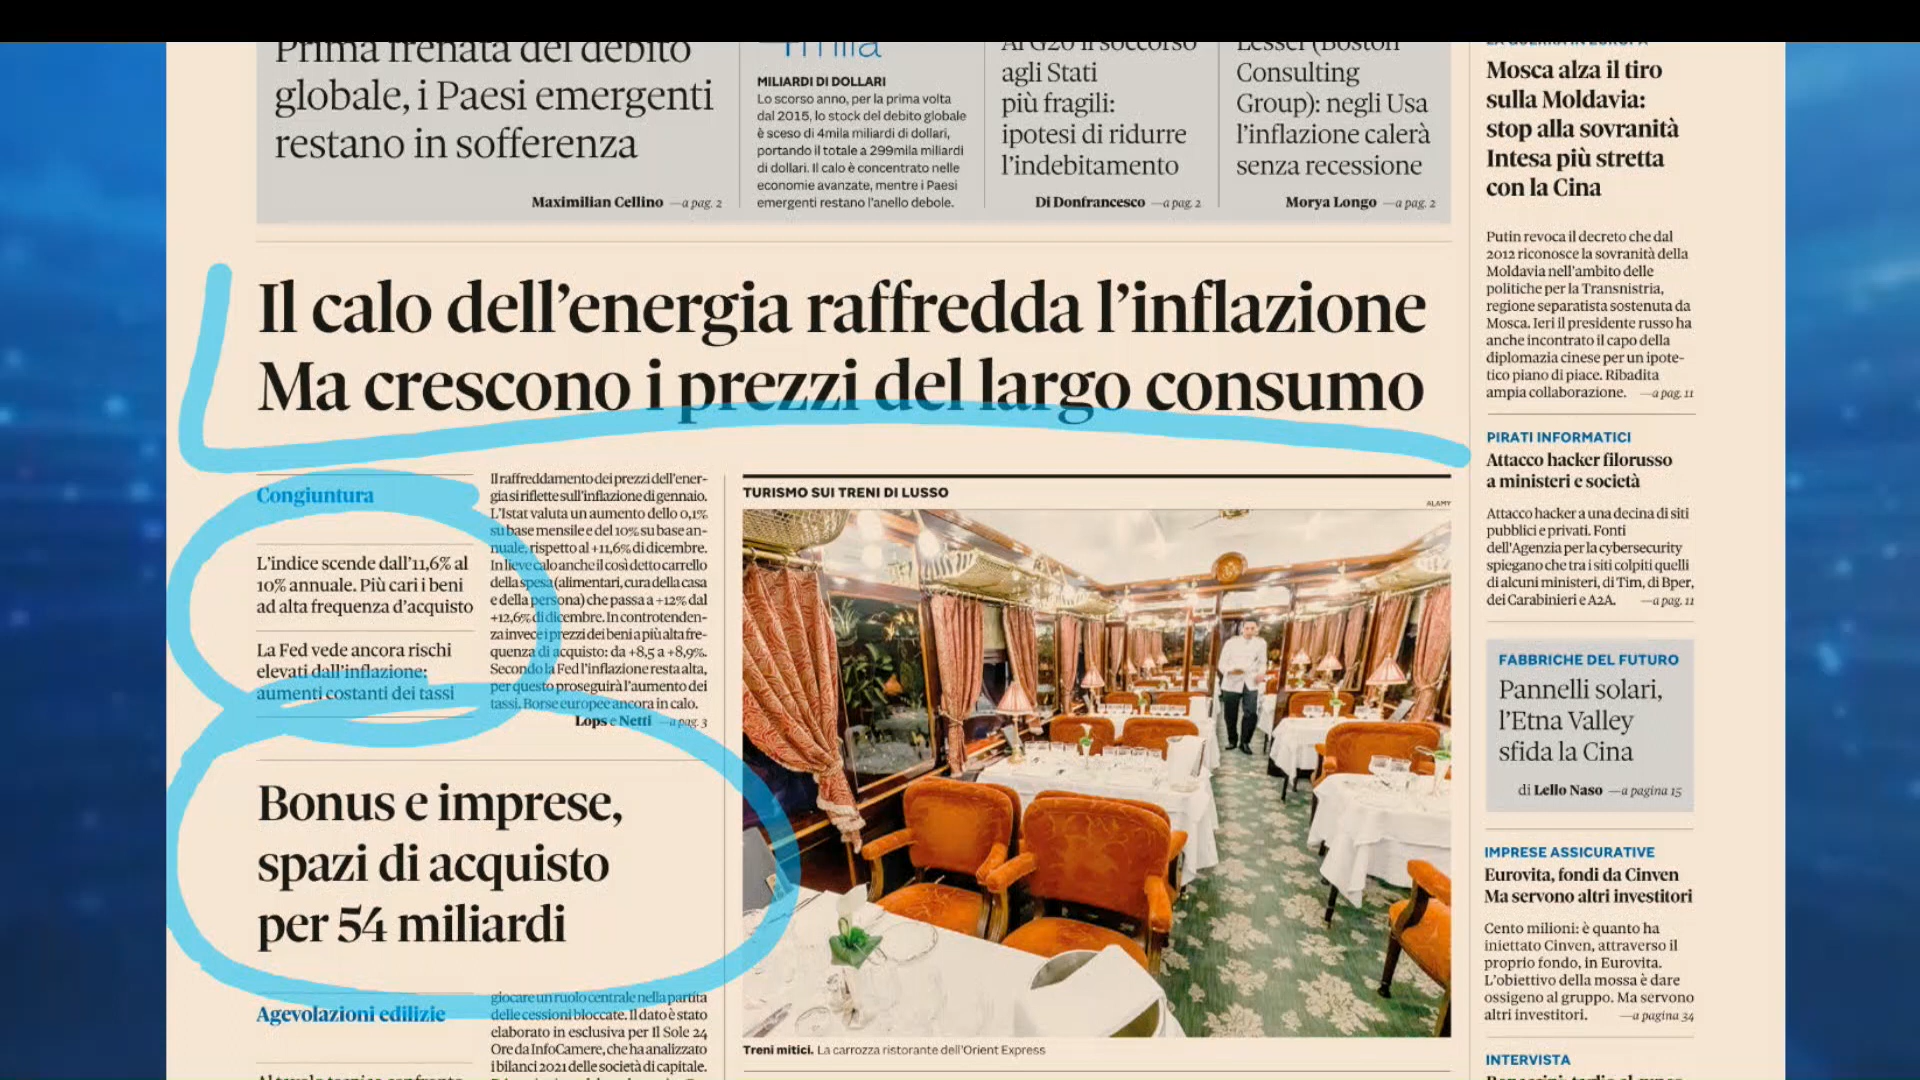 Prima frenata del debito
globale, i Paesi emergenti
restano in sofferenza
Maximilian Cellino —a pag. 2
mila
MILIARDI DI DOLLARI
Lo scorso anno, per la prima volta
dal 2015, lo stock del debito globale
è sceso di 4mila miliardi di dollari,
portando il totale a 299mila miliardi
di dollari. Il calo è concentrato nelle
economie avanzate, mentre i Paesi
emergenti restano l'anello debole.
Al G20 il soccorso
agli Stati
più fragili:
ipotesi di ridurre
l'indebitamento
Di Donfrancesco —a pag. 2
Lesser (Boston
Consulting
Group): negli Usa
l'inflazione calerà
senza recessione
Morya Longo —a pag. 2
LA GUERRA IN EUROPA
Mosca alza il tiro
sulla Moldavia:
stop alla sovranità
Intesa più stretta
con la Cina
Putin revoca il decreto che dal
2012 riconosce la sovranità della
Moldavia nell'ambito delle
politiche per la Transnistria,
regione separatista sostenuta da
Mosca. Ieri il presidente russo ha
anche incontrato il capo della
diplomazia cinese per un ipote-
tico piano di piace. Ribadita
ampia collaborazione. —a pag. 11
Il calo dell'energia raffredda l'inflazione
Ma crescono i prezzi del largo consumo
Congiuntura
L'indice scende dall'11,6% al
10% annuale. Più cari i beni
ad alta frequenza d'acquisto
La Fed vede ancora rischi
elevati dall'inflazione:
aumenti costanti dei tassi
Il raffreddamento dei prezzi dell'ener-
gia si riflette sull'inflazione di gennaio.
L'Istat valuta un aumento dello 0,1%
su base mensile e del 10% su base an-
nuale, rispetto al +11,6% di dicembre.
In lieve calo anche il così detto carrello
della spesa (alimentari, cura della casa
e della persona) che passa a +12% dal
+12,6% di dicembre. In controtenden-
za invece i prezzi dei beni a più alta fre-
quenza di acquisto: da +8,5 a +8,9%.
Secondo la Fed l'inflazione resta alta,
per questo proseguirà l'aumento dei
tassi. Borse europee ancora in calo.
Lops e Netti —a pag. 3
Bonus e imprese,
spazi di acquisto
per 54 miliardi
Agevolazioni edilizie
giocare un ruolo centrale nella partita
delle cessioni bloccate. Il dato è stato
elaborato in esclusiva per Il Sole 24
Ore da InfoCamere, che ha analizzato
i bilanci 2021 delle società di capitale.
TURISMO SUI TRENI DI LUSSO
ALAMY
Treni mitici. La carrozza ristorante dell'Orient Express
PIRATI INFORMATICI
Attacco hacker filorusso
a ministeri e società
Attacco hacker a una decina di siti
pubblici e privati. Fonti
dell'Agenzia per la cybersecurity
spiegano che tra i siti colpiti quelli
di alcuni ministeri, di Tim, di Bper,
dei Carabinieri e A2A. —a pag. 11
FABBRICHE DEL FUTURO
Pannelli solari,
l'Etna Valley
sfida la Cina
di Lello Naso —a pagina 15
IMPRESE ASSICURATIVE
Eurovita, fondi da Cinven
Ma servono altri investitori
Cento milioni: è quanto ha
iniettato Cinven, attraverso il
proprio fondo, in Eurovita.
L'obiettivo della mossa è dare
ossigeno al gruppo. Ma servono
altri investitori. —a pagina 34
INTERVISTA